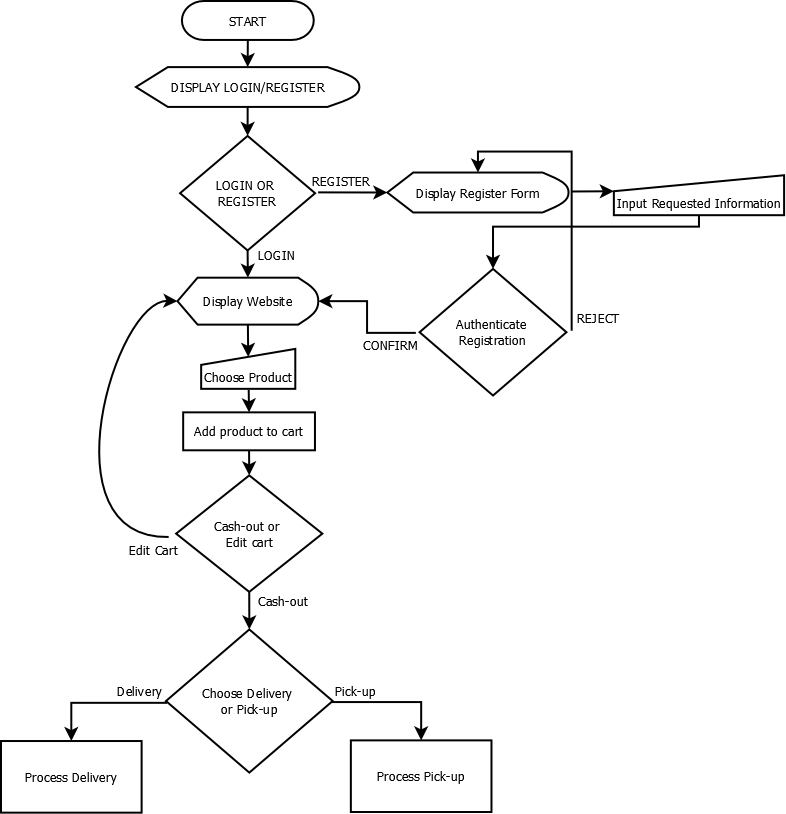 START
DISPLAY LOGIN/REGISTER
LOGIN OR
REGISTER
REGISTER
Display Register Form
Input Requested Information
LOGIN
Display Website
Authenticate
Registration
REJECT
CONFIRM
Choose Product
Add product to cart
Cash-out or
Edit cart
Edit Cart
Cash-out
Choose Delivery
or Pick-up
Delivery
Pick-up
Process Delivery
Process Pick-up